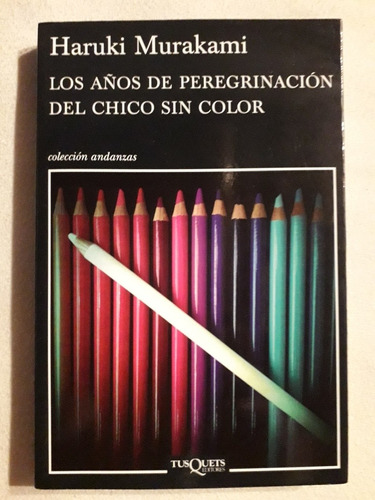 Haruki Murakami
LOS AÑOS DE PEREGRINACIÓN
DEL CHICO SIN COLOR
colección andanzas
TUSQUETS
EDITORES